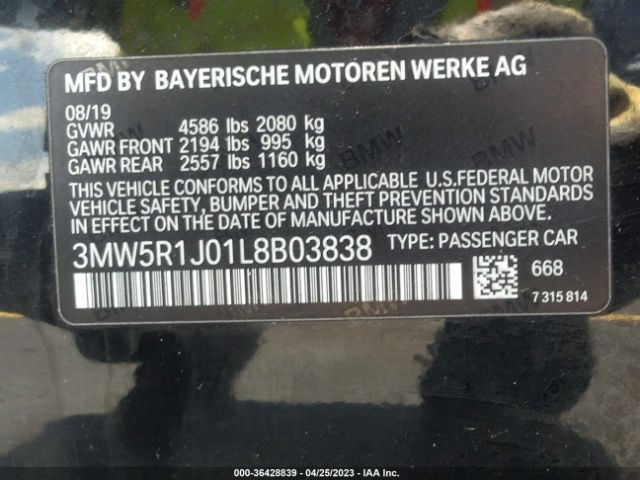 MFD BY BAYERISCHE MOTOREN WERKE AG
08/19
GVWR 4586 lbs 2080 kg
GAWR FRONT 2194 lbs 995 kg
GAWR REAR 2557 lbs 1160 kg
THIS VEHICLE CONFORMS TO ALL APPLICABLE U.S.FEDERAL MOTOR
VEHICLE SAFETY, BUMPER AND THEFT PREVENTION STANDARDS
IN EFFECT ON THE DATE OF MANUFACTURE SHOWN ABOVE.
3MW5R1J01L8B03838 TYPE: PASSENGER CAR
668
7 315 814
000-36428839 - 04/25/2023 - IAA Inc.